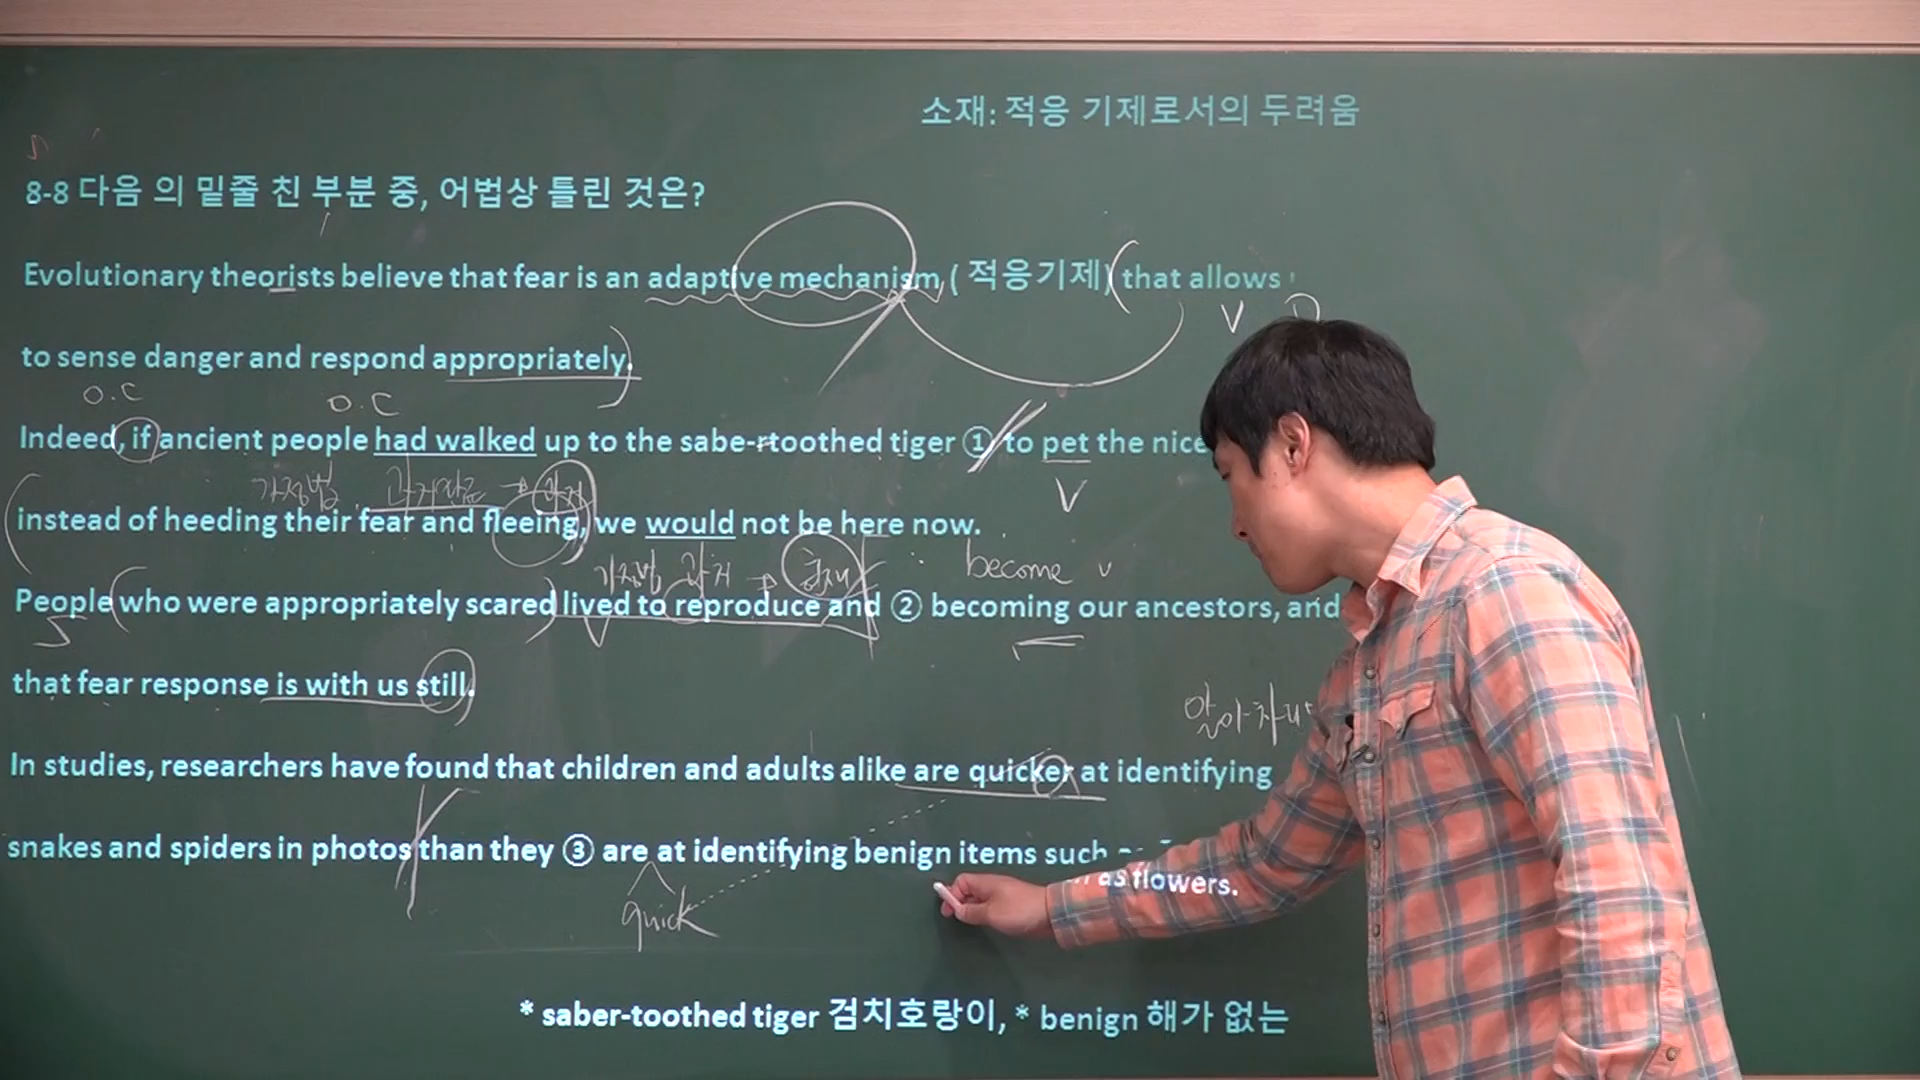 소재: 적응 기제로서의 두려움
8-8 다음 의 밑줄 친 부분 중, 어법상 틀린 것은?
Evolutionary theorists believe that fear is an adaptive mechanism ( 적응기제) that allows
V O
to sense danger and respond appropriately.
O.C O.C
Indeed, if ancient people had walked up to the sabe-rtoothed tiger ① to pet the nice
가정법 과거완료 → 과거 V
instead of heeding their fear and fleeing, we would not be here now.
가정법 과거 → 현재 become
People who were appropriately scared lived to reproduce and ② becoming our ancestors, and
S V
that fear response is with us still.
알아차
In studies, researchers have found that children and adults alike are quicker at identifying
snakes and spiders in photos than they ③ are at identifying benign items such as flowers.
quick
* saber-toothed tiger 검치호랑이, * benign 해가 없는